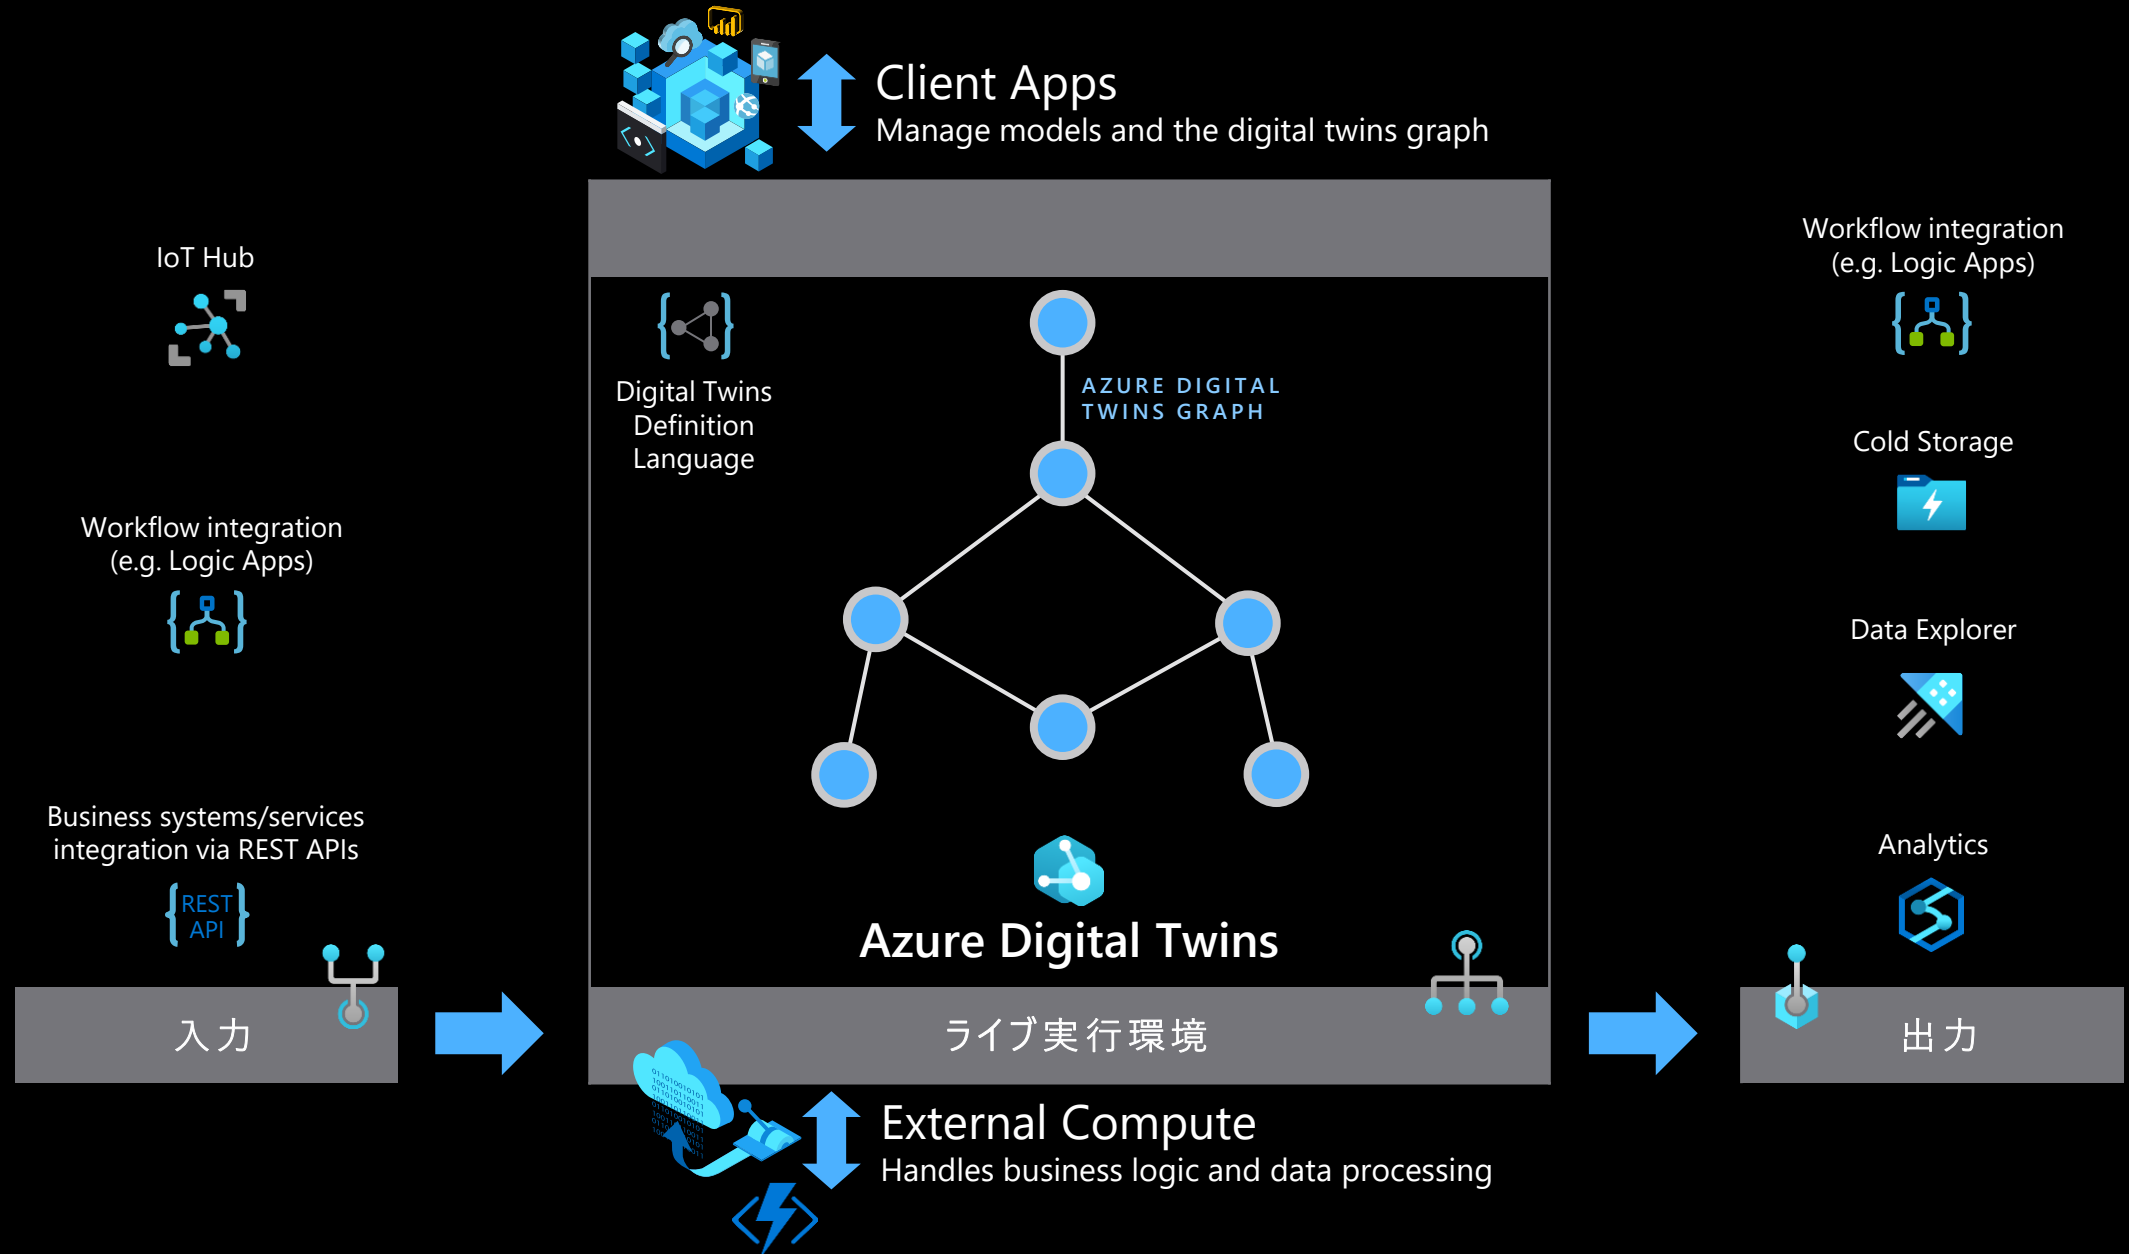 Client Apps
Manage models and the digital twins graph
IoT Hub
Workflow integration
(e.g. Logic Apps)
Business systems/services
integration via REST APIs
REST
API
入力
Digital Twins
Definition
Language
AZURE DIGITAL
TWINS GRAPH
Azure Digital Twins
ライブ実行環境
External Compute
Handles business logic and data processing
Workflow integration
(e.g. Logic Apps)
Cold Storage
Data Explorer
Analytics
出力